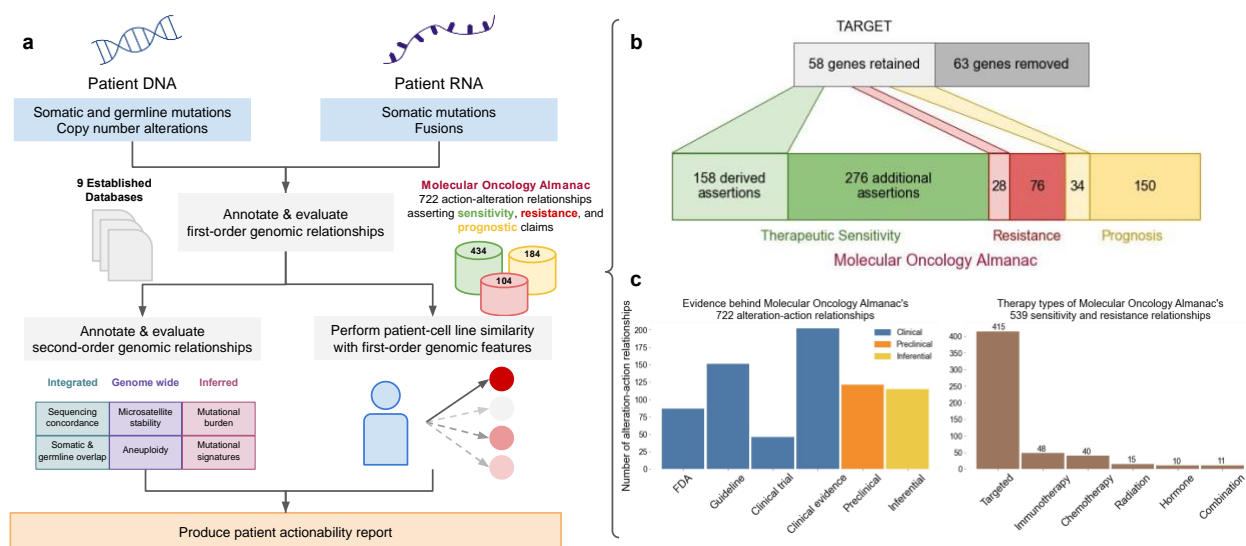 a
Patient DNA
Patient RNA
Somatic and germline mutations
Copy number alterations
Somatic mutations
Fusions
9 Established
Databases
Annotate & evaluate
first-order genomic relationships
Molecular Oncology Almanac
722 action-alteration relationships
asserting sensitivity, resistance, and
prognostic claims
434
184
104
Annotate & evaluate
second-order genomic relationships
Perform patient-cell line similarity
with first-order genomic features
Integrated
Genome wide
Inferred
Sequencing
concordance
Microsatellite
stability
Mutational
burden
Somatic &
germline overlap
Aneuploidy
Mutational
signatures
Produce patient actionability report
b
TARGET
58 genes retained
63 genes removed
158 derived
assertions
276 additional
assertions
28
76
34
150
Therapeutic Sensitivity
Resistance
Prognosis
Molecular Oncology Almanac
c
Evidence behind Molecular Oncology Almanac's
722 alteration-action relationships
Number of alteration-action relationships
200
175
150
125
100
75
50
25
0
Clinical
Preclinical
Inferential
FDA
Guideline
Clinical trial
Clinical evidence
Preclinical
Inferential
Therapy types of Molecular Oncology Almanac's
539 sensitivity and resistance relationships
400
350
300
250
200
150
100
50
0
415
48
40
15
10
11
Targeted
Immunotherapy
Chemotherapy
Radiation
Hormone
Combination